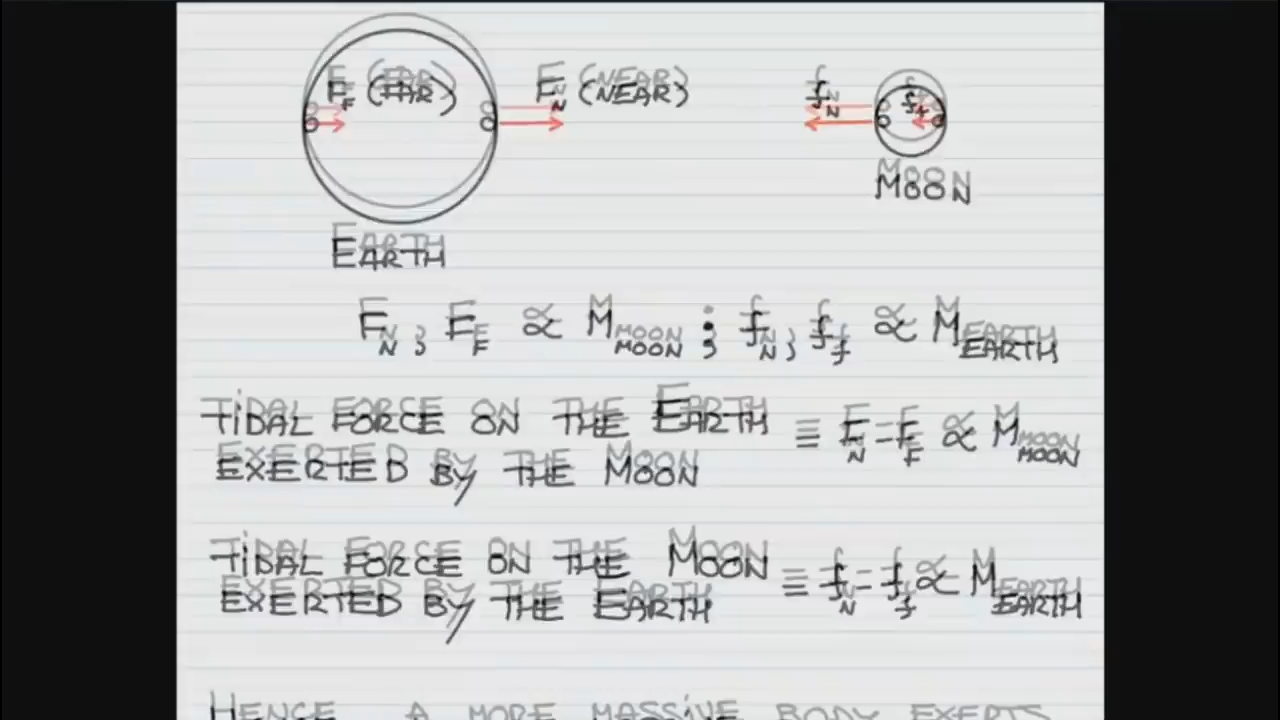 F_F (FAR) F_N (NEAR) f_N f_f
MOON
EARTH
F_N ; F_F ∝ M_MOON ; f_N ; f_f ∝ M_EARTH
TIDAL FORCE ON THE EARTH
EXERTED BY THE MOON ≡ F_N - F_F ∝ M_MOON
TIDAL FORCE ON THE MOON
EXERTED BY THE EARTH ≡ f_N - f_f ∝ M_EARTH
HENCE A MORE MASSIVE BODY EXERTS